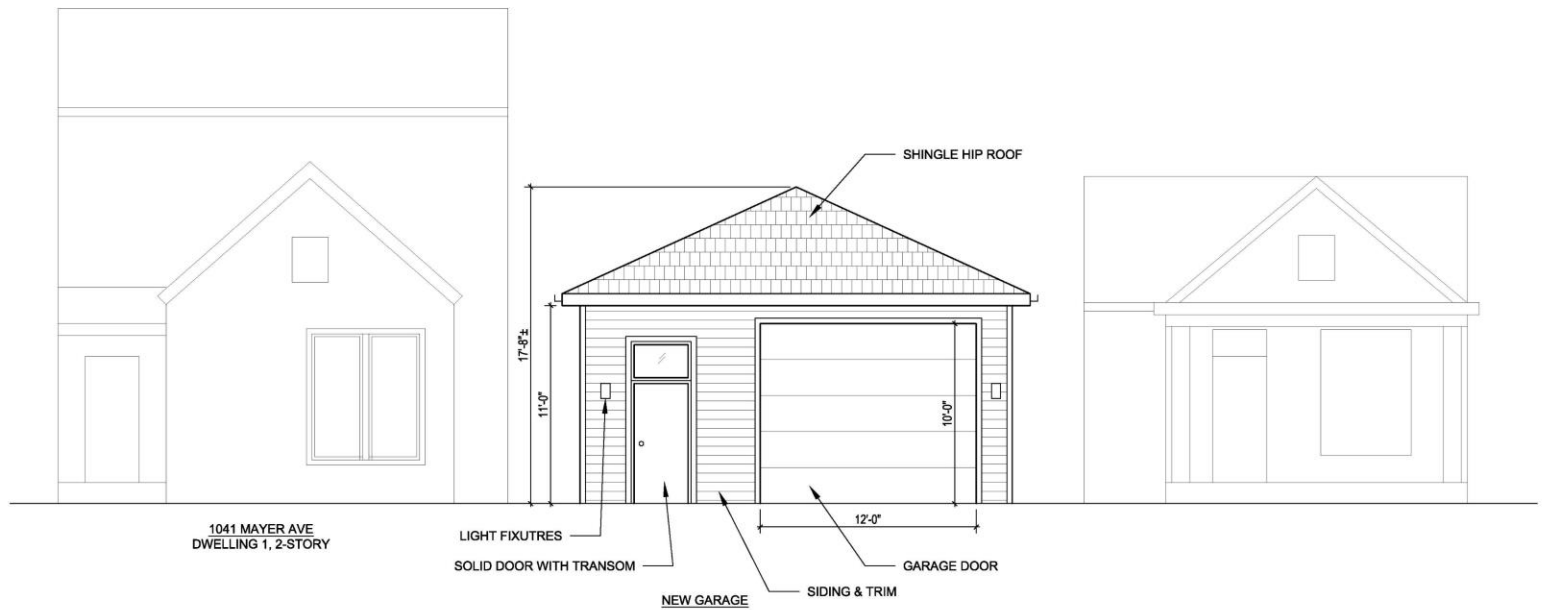 SHINGLE HIP ROOF
17'-8"±
11'-0"
10'-0"
12'-0"
1041 MAYER AVE
DWELLING 1, 2-STORY
LIGHT FIXUTRES
SOLID DOOR WITH TRANSOM
GARAGE DOOR
SIDING & TRIM
NEW GARAGE